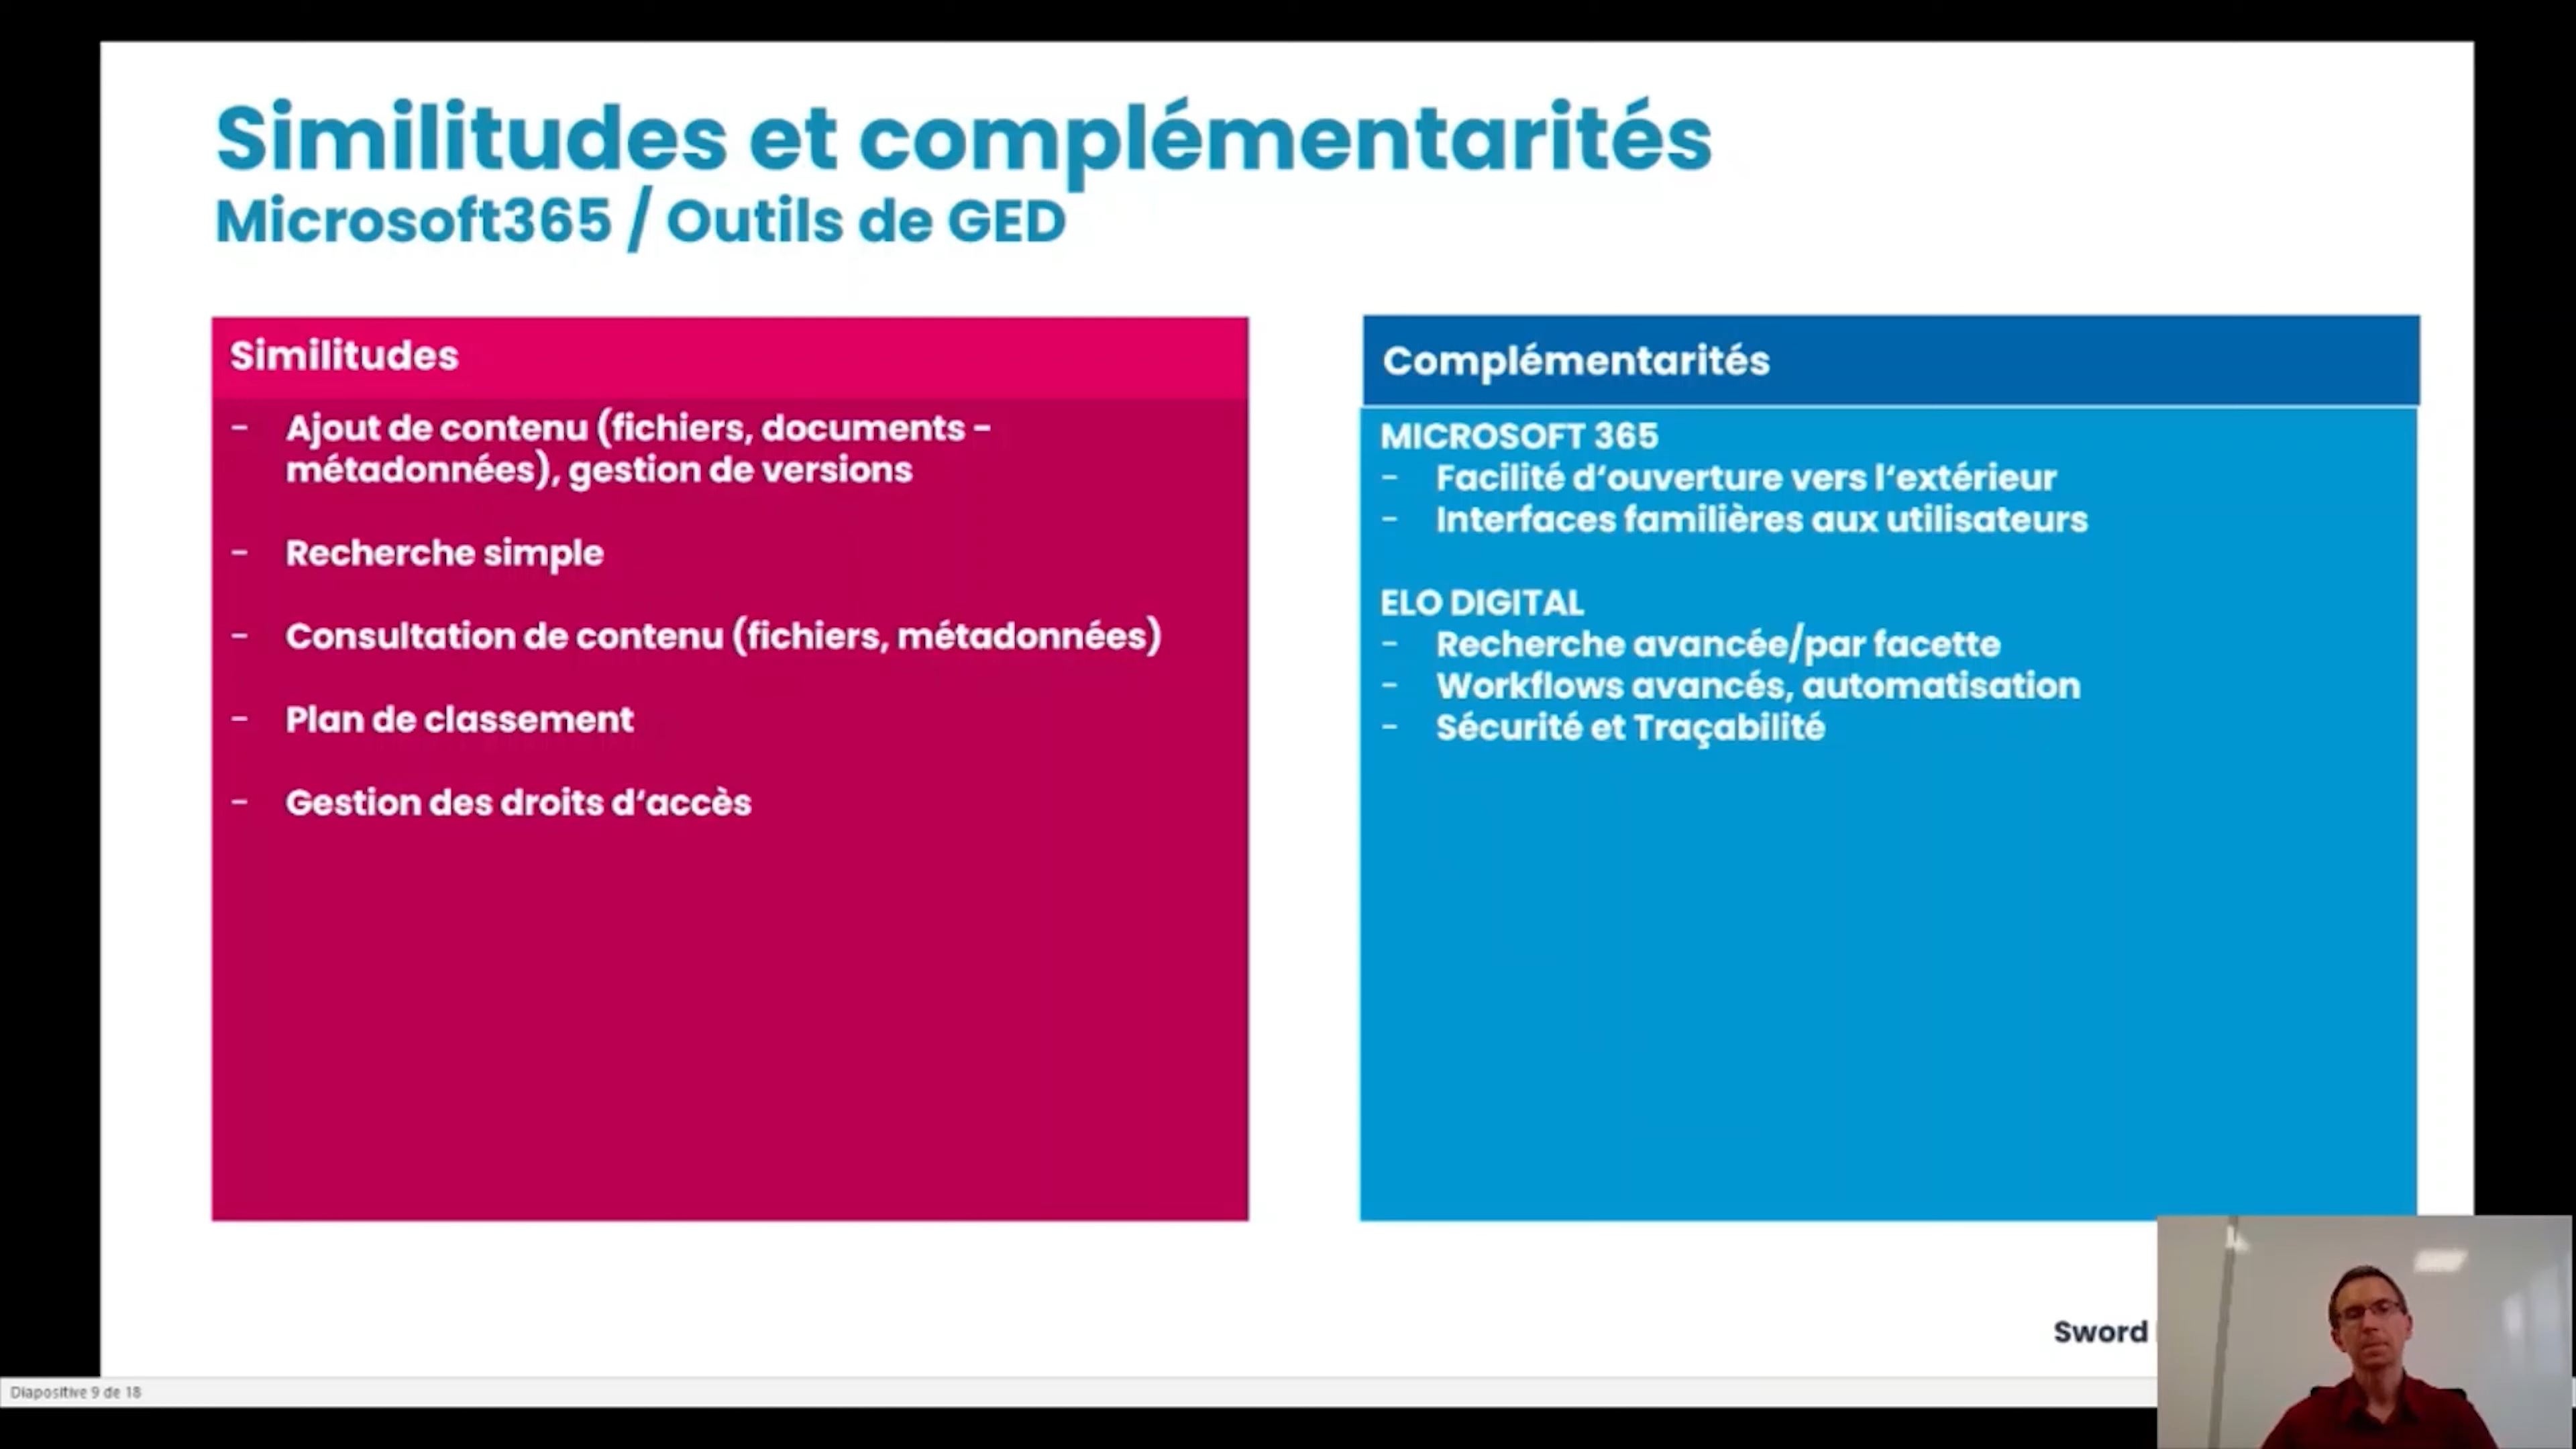 Similitudes et complémentarités
Microsoft365 / Outils de GED
Similitudes
- Ajout de contenu (fichiers, documents -
métadonnées), gestion de versions
- Recherche simple
- Consultation de contenu (fichiers, métadonnées)
- Plan de classement
- Gestion des droits d‘accès
Complémentarités
MICROSOFT 365
- Facilité d‘ouverture vers l‘extérieur
- Interfaces familières aux utilisateurs
ELO DIGITAL
- Recherche avancée/par facette
- Workflows avancés, automatisation
- Sécurité et Traçabilité
Sword
Diapositive 9 de 18